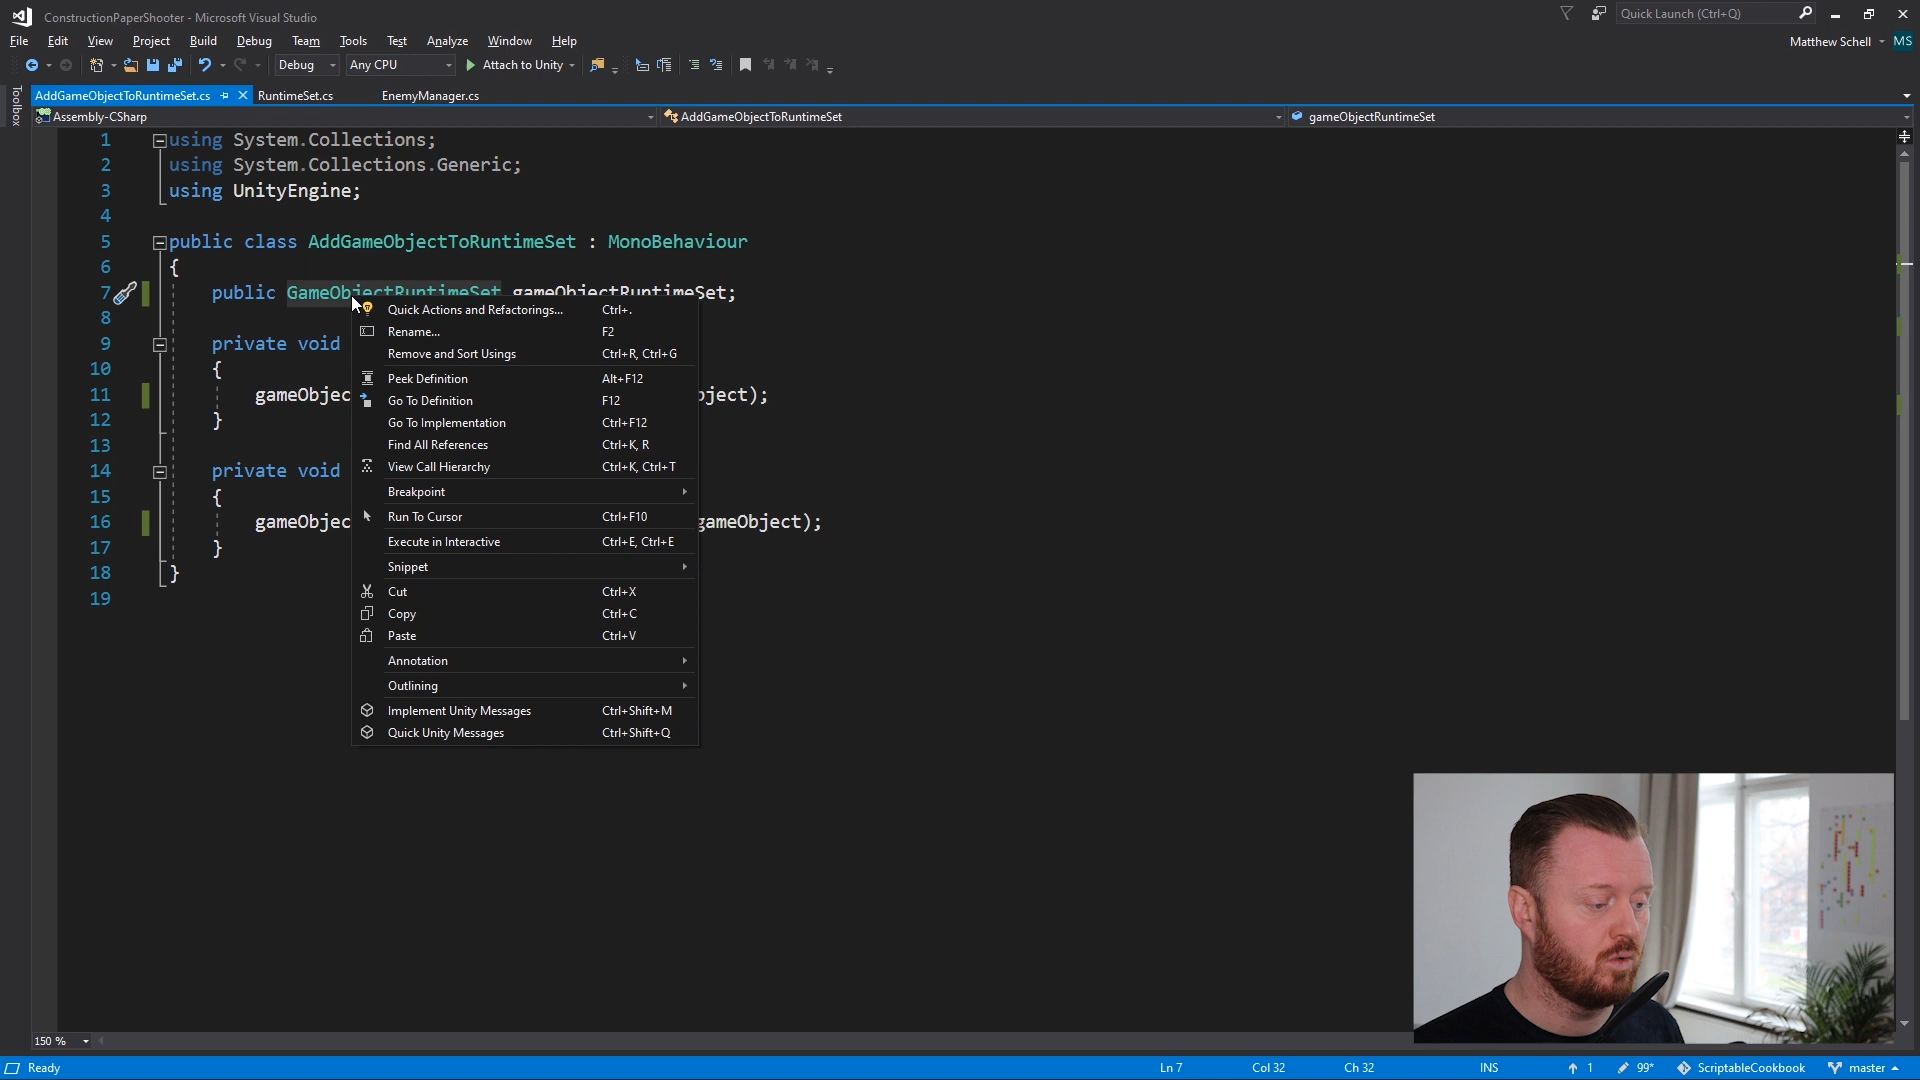 ConstructionPaperShooter - Microsoft Visual Studio
Quick Launch (Ctrl+Q)
File Edit View Project Build Debug Team Tools Test Analyze Window Help
Matthew Schell MS
Debug Any CPU Attach to Unity
Toolbox
AddGameObjectToRuntimeSet.cs RuntimeSet.cs EnemyManager.cs
Assembly-CSharp AddGameObjectToRuntimeSet gameObjectRuntimeSet
1 using System.Collections;
2 using System.Collections.Generic;
3 using UnityEngine;
4
5 public class AddGameObjectToRuntimeSet : MonoBehaviour
6 {
7 public GameObjectRuntimeSet gameObjectRuntimeSet;
8
9 private void
10 {
11 gameObjec bject);
12 }
13
14 private void
15 {
16 gameObjec gameObject);
17 }
18 }
19
Quick Actions and Refactorings... Ctrl+.
Rename... F2
Remove and Sort Usings Ctrl+R, Ctrl+G
Peek Definition Alt+F12
Go To Definition F12
Go To Implementation Ctrl+F12
Find All References Ctrl+K, R
View Call Hierarchy Ctrl+K, Ctrl+T
Breakpoint
Run To Cursor Ctrl+F10
Execute in Interactive Ctrl+E, Ctrl+E
Snippet
Cut Ctrl+X
Copy Ctrl+C
Paste Ctrl+V
Annotation
Outlining
Implement Unity Messages Ctrl+Shift+M
Quick Unity Messages Ctrl+Shift+Q
150 %
Ready Ln 7 Col 32 Ch 32 INS 1 99* ScriptableCookbook master